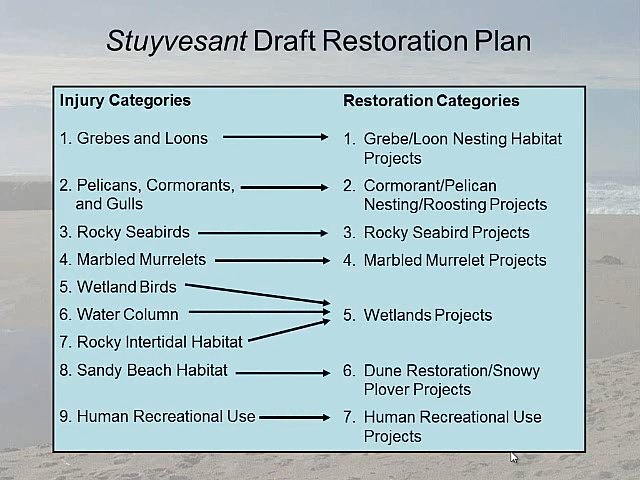 Stuyvesant Draft Restoration Plan
Injury Categories
1. Grebes and Loons
2. Pelicans, Cormorants,
and Gulls
3. Rocky Seabirds
4. Marbled Murrelets
5. Wetland Birds
6. Water Column
7. Rocky Intertidal Habitat
8. Sandy Beach Habitat
9. Human Recreational Use
Restoration Categories
1. Grebe/Loon Nesting Habitat
Projects
2. Cormorant/Pelican
Nesting/Roosting Projects
3. Rocky Seabird Projects
4. Marbled Murrelet Projects
5. Wetlands Projects
6. Dune Restoration/Snowy
Plover Projects
7. Human Recreational Use
Projects